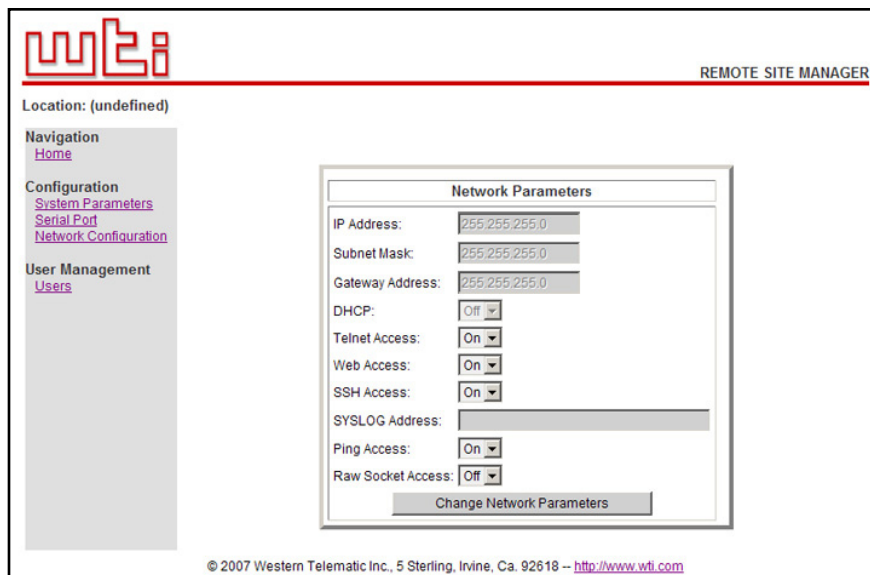 wti
REMOTE SITE MANAGER
Location: (undefined)
Navigation
Home
Configuration
System Parameters
Serial Port
Network Configuration
User Management
Users
Network Parameters
IP Address: 255.255.255.0
Subnet Mask: 255.255.255.0
Gateway Address: 255.255.255.0
DHCP: Off
Telnet Access: On
Web Access: On
SSH Access: On
SYSLOG Address:
Ping Access: On
Raw Socket Access: Off
Change Network Parameters
© 2007 Western Telematic Inc., 5 Sterling, Irvine, Ca. 92618 -- http://www.wti.com